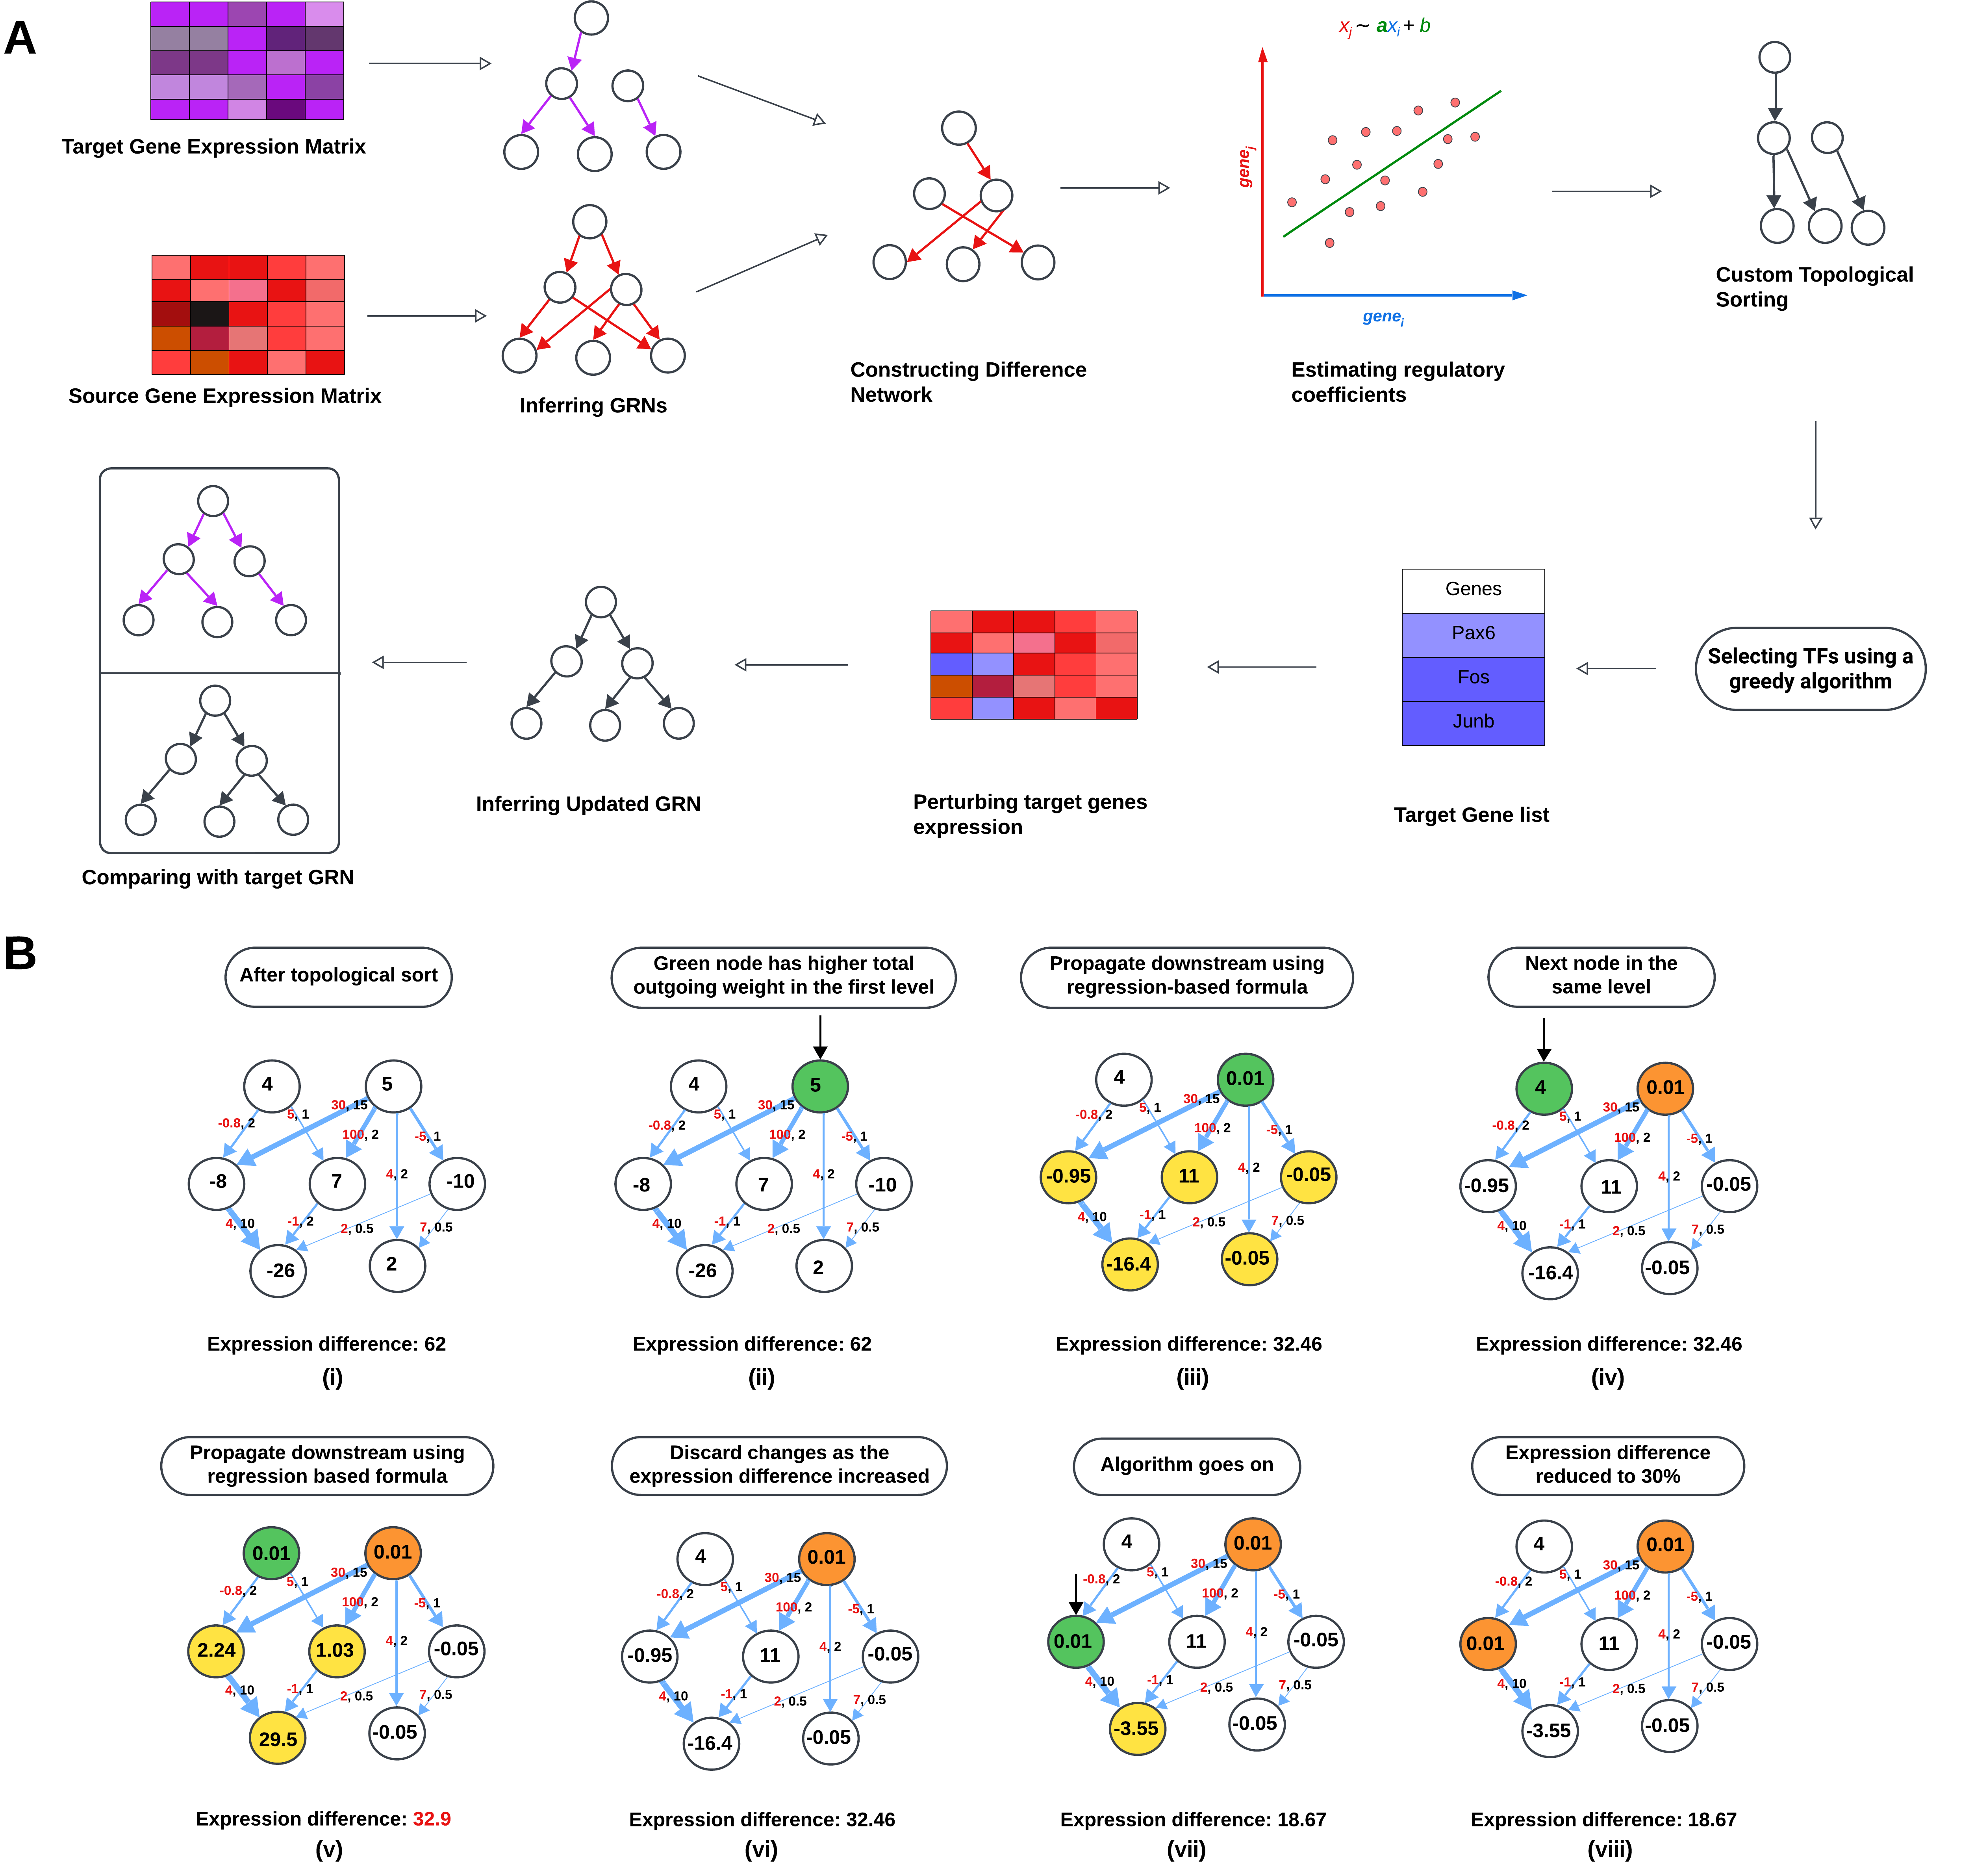 A
Target Gene Expression Matrix
Source Gene Expression Matrix
Inferring GRNs
Constructing Difference
Network
xj ~ axi + b
genej
genei
Estimating regulatory
coefficients
Custom Topological
Sorting
Selecting TFs using a
greedy algorithm
Genes
Pax6
Fos
Junb
Target Gene list
Perturbing target genes
expression
Inferring Updated GRN
Comparing with target GRN
B
After topological sort
4 5
-0.8, 2 5, 1 30, 15 100, 2 -5, 1
-8 7 4, 2 -10
4, 10 -1, 2 2, 0.5 7, 0.5
-26 2
Expression difference: 62
(i)
Green node has higher total
outgoing weight in the first level
4 5
-0.8, 2 5, 1 30, 15 100, 2 -5, 1
-8 7 4, 2 -10
4, 10 -1, 1 2, 0.5 7, 0.5
-26 2
Expression difference: 62
(ii)
Propagate downstream using
regression-based formula
4 0.01
-0.8, 2 5, 1 30, 15 100, 2 -5, 1
-0.95 11 4, 2 -0.05
4, 10 -1, 1 2, 0.5 7, 0.5
-16.4 -0.05
Expression difference: 32.46
(iii)
Next node in the
same level
4 0.01
-0.8, 2 5, 1 30, 15 100, 2 -5, 1
-0.95 11 4, 2 -0.05
4, 10 -1, 1 2, 0.5 7, 0.5
-16.4 -0.05
Expression difference: 32.46
(iv)
Propagate downstream using
regression based formula
0.01 0.01
-0.8, 2 5, 1 30, 15 100, 2 -5, 1
2.24 1.03 4, 2 -0.05
4, 10 -1, 1 2, 0.5 7, 0.5
29.5 -0.05
Expression difference: 32.9
(v)
Discard changes as the
expression difference increased
4 0.01
-0.8, 2 5, 1 30, 15 100, 2 -5, 1
-0.95 11 4, 2 -0.05
4, 10 -1, 1 2, 0.5 7, 0.5
-16.4 -0.05
Expression difference: 32.46
(vi)
Algorithm goes on
4 0.01
-0.8, 2 5, 1 30, 15 100, 2 -5, 1
0.01 11 4, 2 -0.05
4, 10 -1, 1 2, 0.5 7, 0.5
-3.55 -0.05
Expression difference: 18.67
(vii)
Expression difference
reduced to 30%
4 0.01
-0.8, 2 5, 1 30, 15 100, 2 -5, 1
0.01 11 4, 2 -0.05
4, 10 -1, 1 2, 0.5 7, 0.5
-3.55 -0.05
Expression difference: 18.67
(viii)